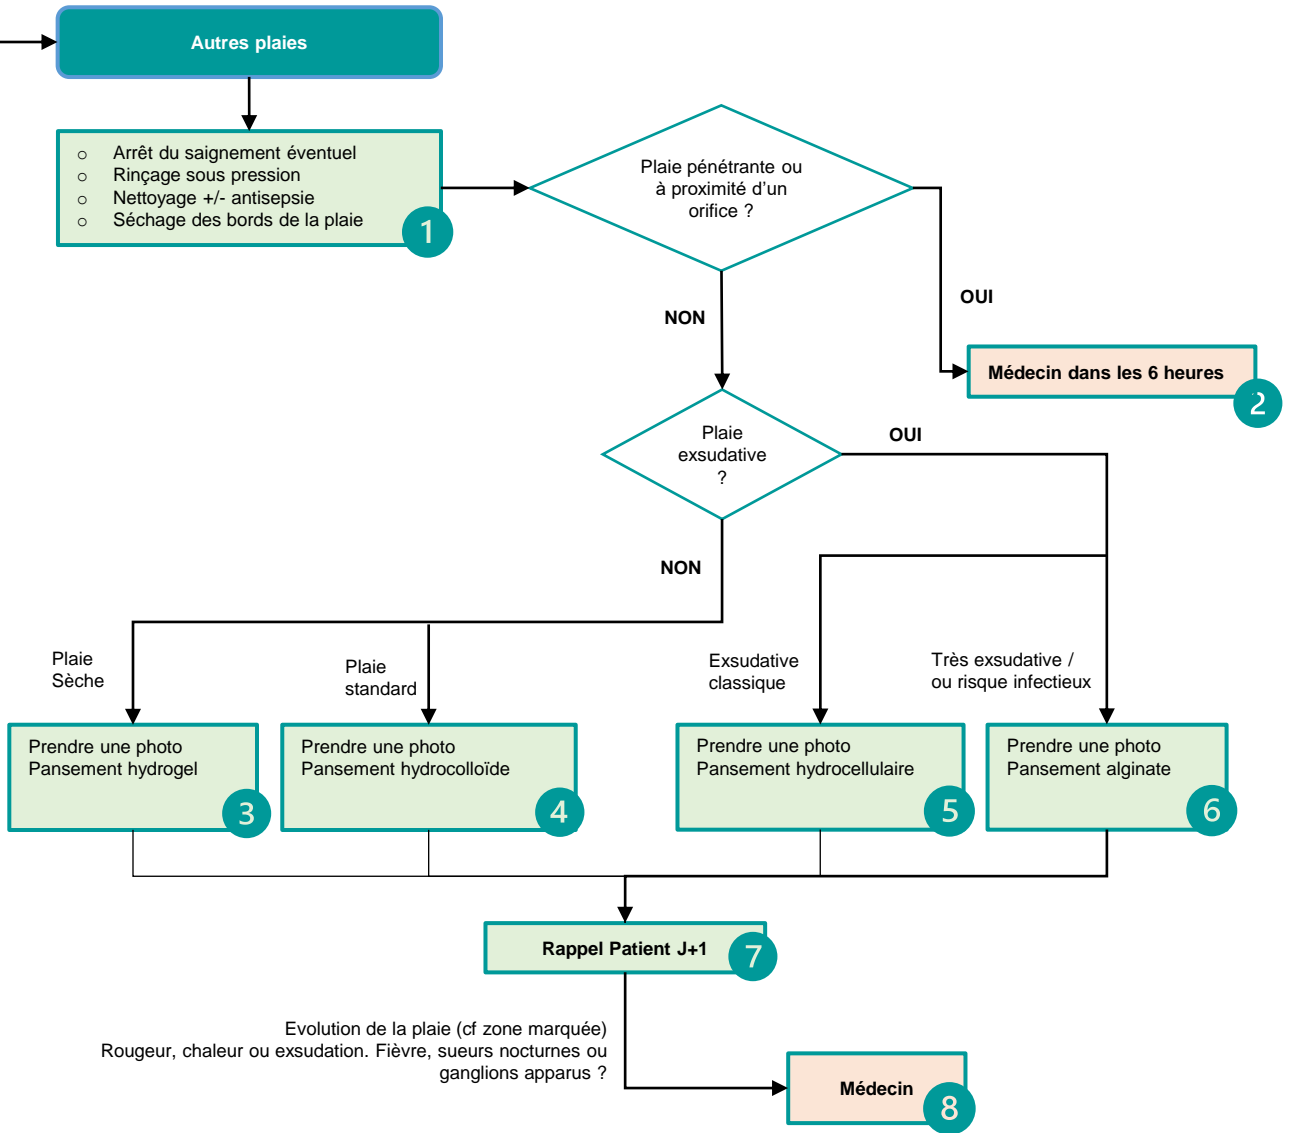 Autres plaies
o Arrêt du saignement éventuel
o Rinçage sous pression
o Nettoyage +/- antisepsie
o Séchage des bords de la plaie
1
Plaie pénétrante ou
à proximité d’un
orifice ?
OUI
NON
Médecin dans les 6 heures
2
Plaie
exsudative
?
OUI
NON
Plaie
Sèche
Plaie
standard
Exsudative
classique
Très exsudative /
ou risque infectieux
Prendre une photo
Pansement hydrogel
3
Prendre une photo
Pansement hydrocolloïde
4
Prendre une photo
Pansement hydrocellulaire
5
Prendre une photo
Pansement alginate
6
Rappel Patient J+1
7
Evolution de la plaie (cf zone marquée)
Rougeur, chaleur ou exsudation. Fièvre, sueurs nocturnes ou
ganglions apparus ?
Médecin
8